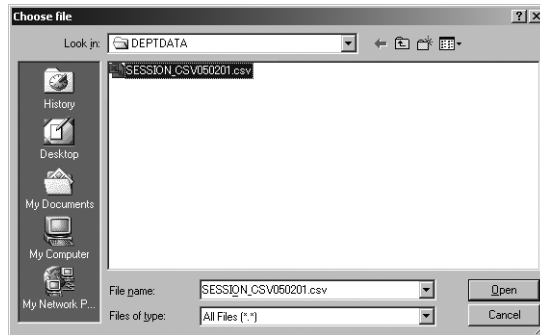 Choose file
Look in: DEPTDATA
SESSION_CSV050201.csv
History
Desktop
My Documents
My Computer
My Network P...
File name: SESSION_CSV050201.csv Open
Files of type: All Files (*.*) Cancel